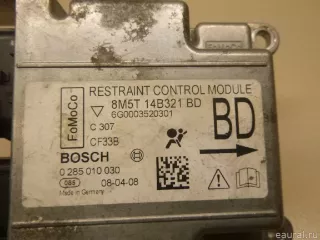 FoMoCo
RESTRAINT CONTROL MODULE
8M5T 14B321 BD
6G0003520301
C 307
CF33B
BD
BOSCH
0 285 010 030
08-04-08
Made in Germany
© eaural.ru